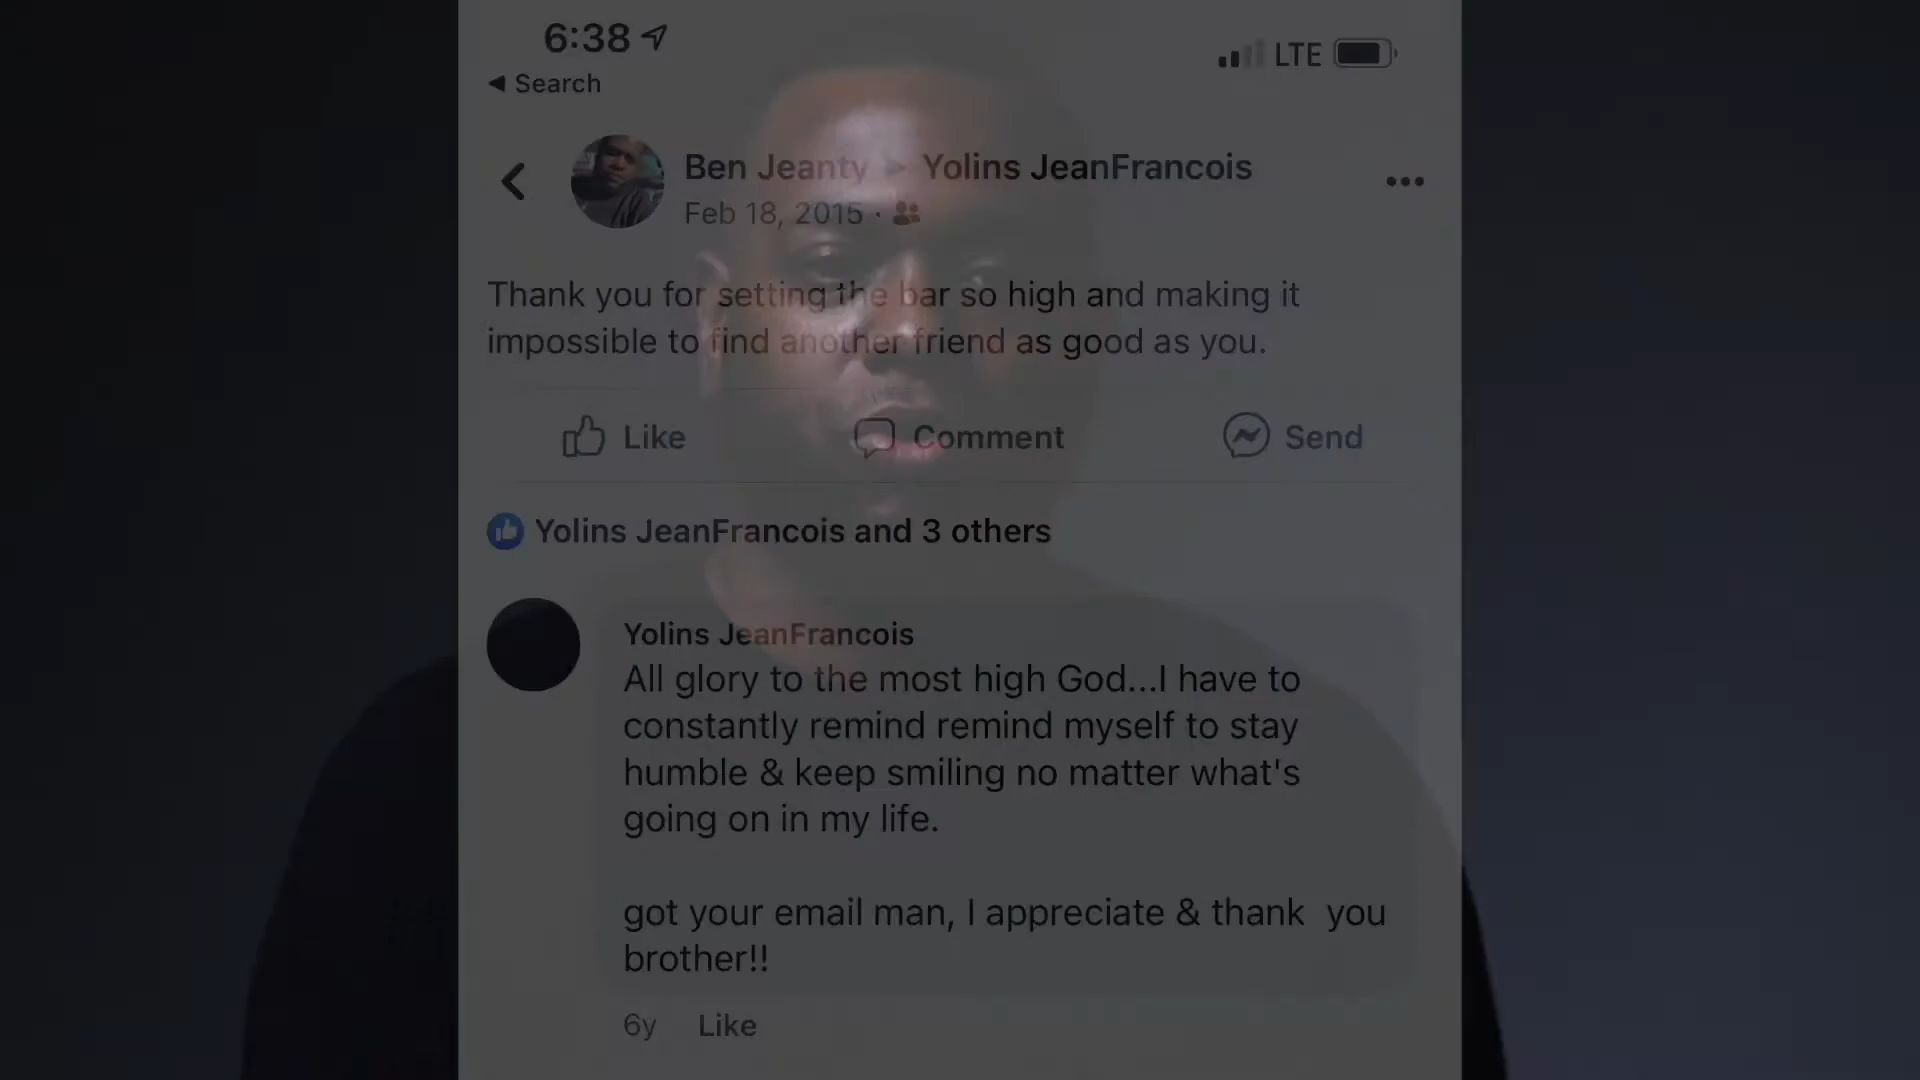 6:38
LTE
Search
Ben Jeanty ▸ Yolins JeanFrancois
Feb 18, 2015 ·
Thank you for setting the bar so high and making it
impossible to find another friend as good as you.
Like
Comment
Send
Yolins JeanFrancois and 3 others
Yolins JeanFrancois
All glory to the most high God...I have to
constantly remind remind myself to stay
humble & keep smiling no matter what's
going on in my life.
got your email man, I appreciate & thank you
brother!!
6y Like